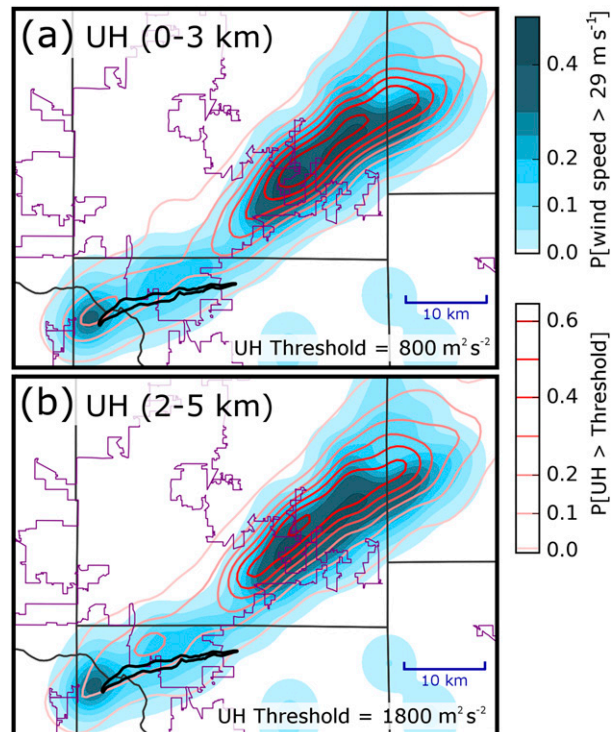 (a) UH (0-3 km)
10 km
UH Threshold = 800 m² s⁻²
(b) UH (2-5 km)
10 km
UH Threshold = 1800 m² s⁻²
0.4
0.2
0.1
0.0
P[wind speed > 29 m s⁻¹]
0.6
0.4
0.2
0.1
0.0
P[UH > Threshold]